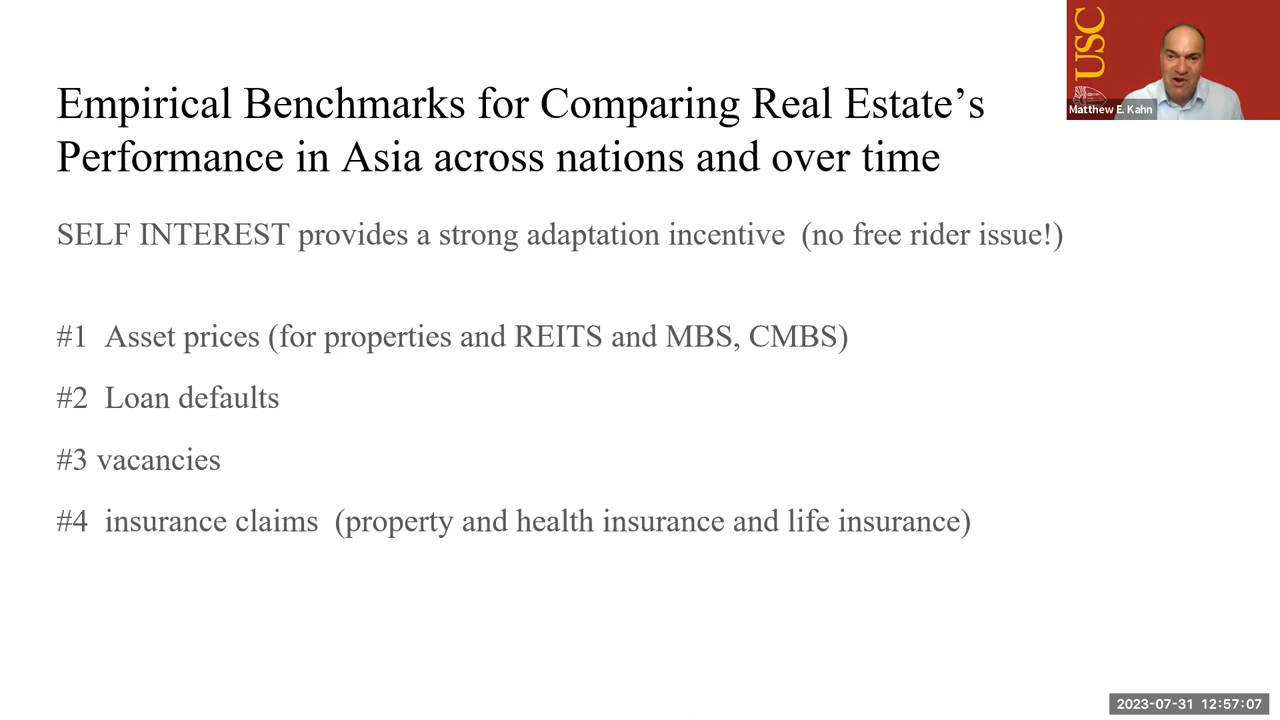 Empirical Benchmarks for Comparing Real Estate’s
Performance in Asia across nations and over time
SELF INTEREST provides a strong adaptation incentive  (no free rider issue!)
#1  Asset prices (for properties and REITS and MBS, CMBS)
#2  Loan defaults
#3 vacancies
#4  insurance claims  (property and health insurance and life insurance)
USC
Matthew E. Kahn
2023-07-31 12:57:07